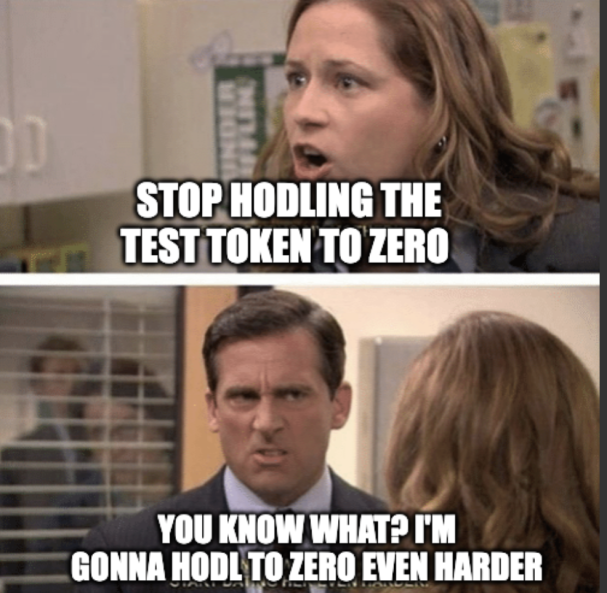 STOP HODLING THE
TEST TOKEN TO ZERO
YOU KNOW WHAT? I'M
GONNA HODL TO ZERO EVEN HARDER